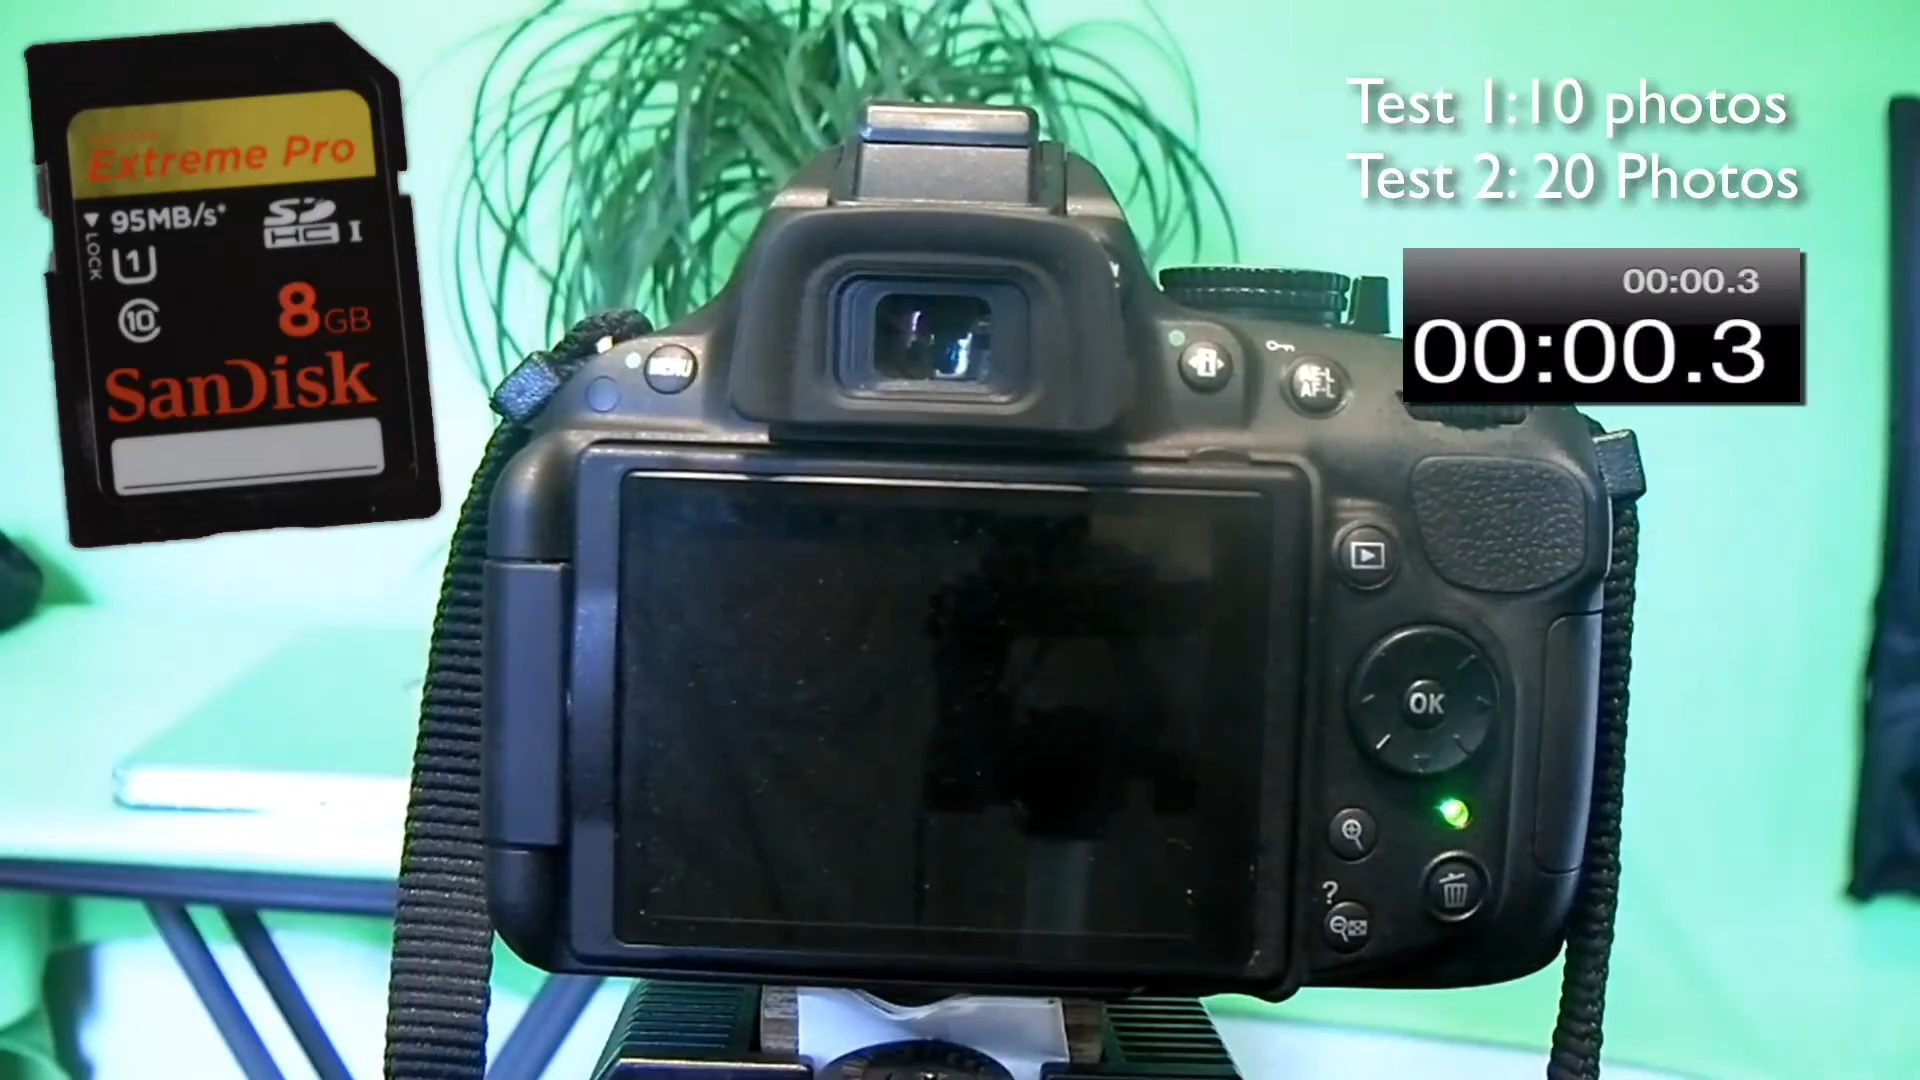 Extreme Pro
95MB/s*
SD
HC I
LOCK
1
10
8GB
SanDisk
Test 1:10 photos
Test 2: 20 Photos
00:00.3
00:00.3
MENU
i
AE-L
AF-L
OK
?